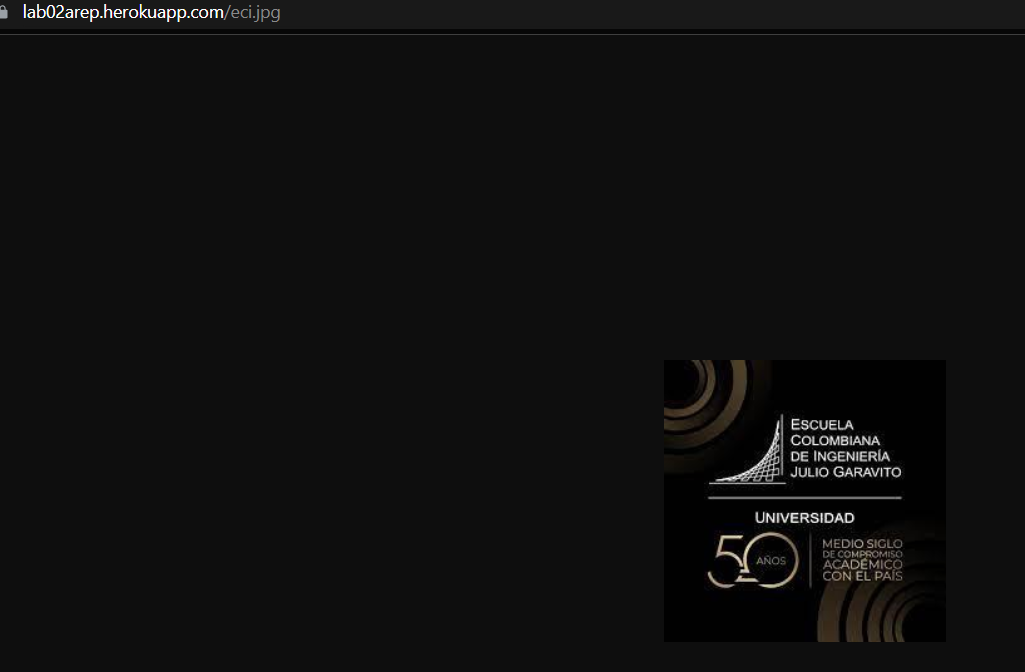 lab02arep.herokuapp.com/eci.jpg
ESCUELA
COLOMBIANA
DE INGENIERÍA
JULIO GARAVITO
UNIVERSIDAD
50 AÑOS
MEDIO SIGLO
DE COMPROMISO
ACADÉMICO
CON EL PAÍS